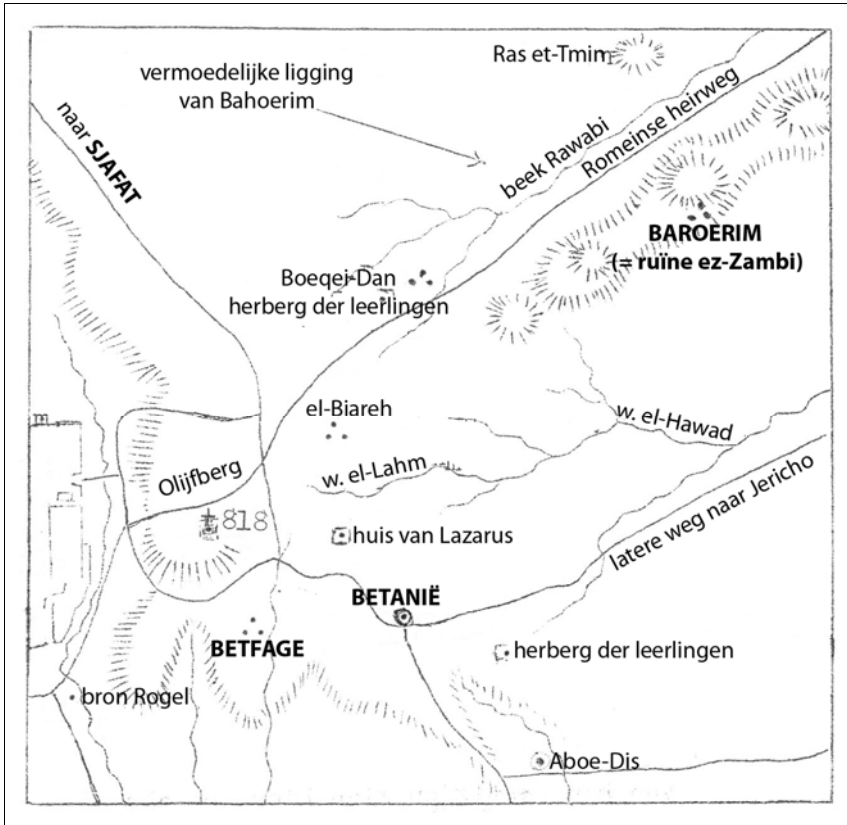 Ras et-Tmim
vermoedelijke ligging
van Bahoerim
naar SJAFAT
beek Rawabi
Romeinse heirweg
BAROERIM
(= ruïne ez-Zambi)
Boeqei-Dan
herberg der leerlingen
el-Biareh
w. el-Hawad
Olijfberg
w. el-Lahm
818
huis van Lazarus
latere weg naar Jericho
BETANIË
BETFAGE
herberg der leerlingen
bron Rogel
Aboe-Dis